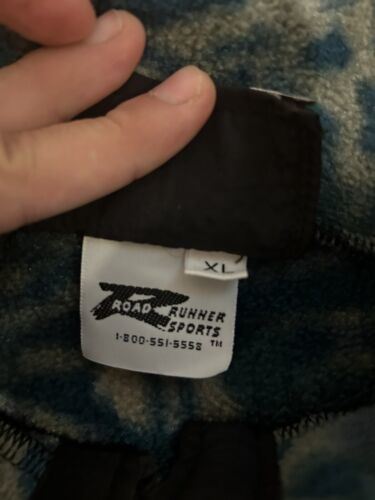 XL
ROAD RUNNER
SPORTS ™
1-800-551-5558